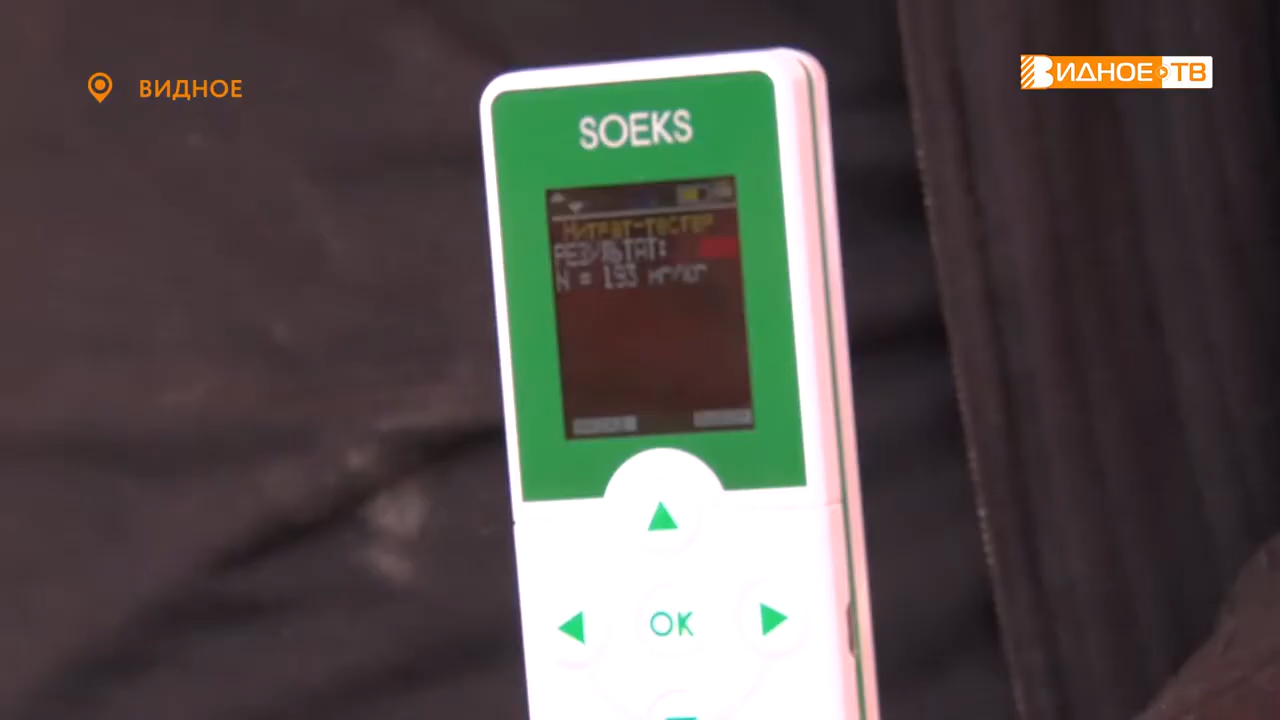 ВИДНОЕ
ВИДНОЕ ТВ
SOEKS
Нитрат-тестер
РЕЗУЛЬТАТ:
N = 193 мг/кг
OK